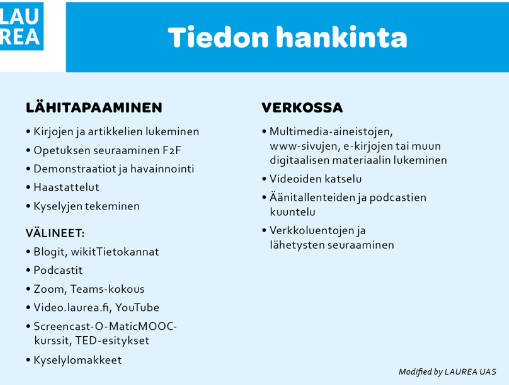 LAU
REA
Tiedon hankinta
LÄHITAPAAMINEN
• Kirjojen ja artikkelien lukeminen
• Opetuksen seuraaminen F2F
• Demonstraatiot ja havainnointi
• Haastattelut
• Kyselyjen tekeminen
VÄLINEET:
• Blogit, wikitTietokannat
• Podcastit
• Zoom, Teams-kokous
• Video.laurea.fi, YouTube
• Screencast-O-MaticMOOC-
kurssit, TED-esitykset
• Kyselylomakkeet
VERKOSSA
• Multimedia-aineistojen,
www-sivujen, e-kirjojen tai muun
digitaalisen materiaalin lukeminen
• Videoiden katselu
• Äänitallenteiden ja podcastien
kuuntelu
• Verkkoluentojen ja
lähetysten seuraaminen
Modified by LAUREA UAS